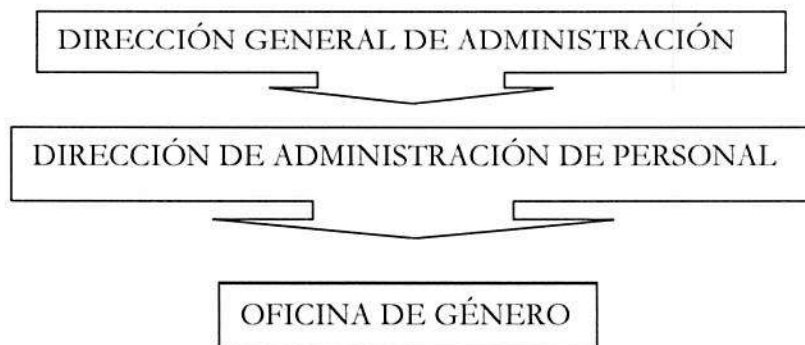 DIRECCIÓN GENERAL DE ADMINISTRACIÓN
DIRECCIÓN DE ADMINISTRACIÓN DE PERSONAL
OFICINA DE GÉNERO